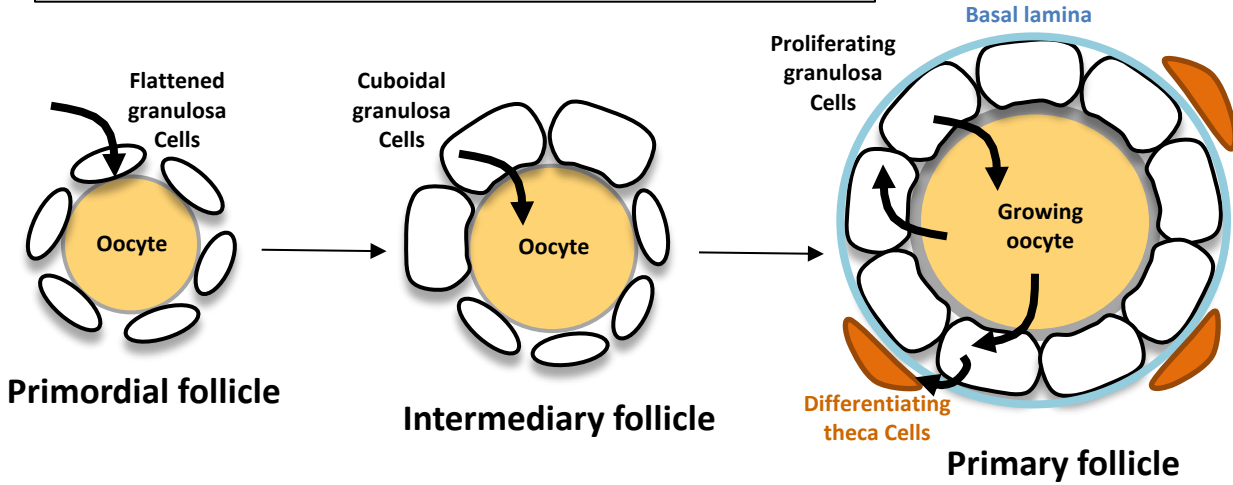 Flattened
granulosa
Cells
Oocyte
Primordial follicle
Cuboidal
granulosa
Cells
Oocyte
Intermediary follicle
Basal lamina
Proliferating
granulosa
Cells
Growing
oocyte
Differentiating
theca Cells
Primary follicle